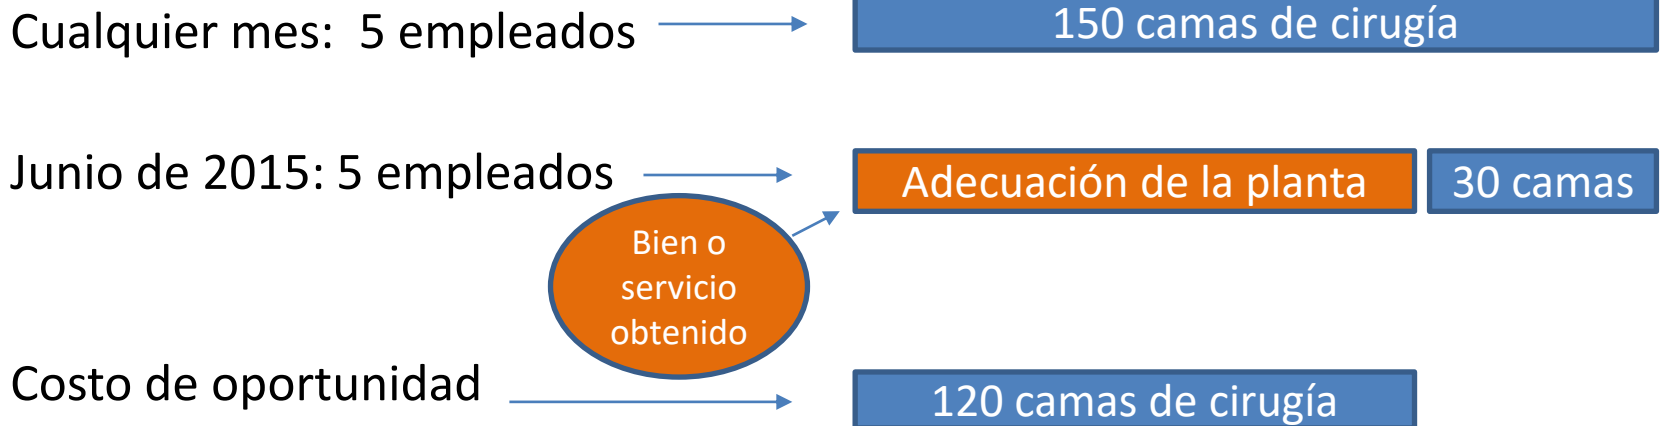 Cualquier mes: 5 empleados
150 camas de cirugía
Junio de 2015: 5 empleados
Adecuación de la planta
30 camas
Bien o
servicio
obtenido
Costo de oportunidad
120 camas de cirugía